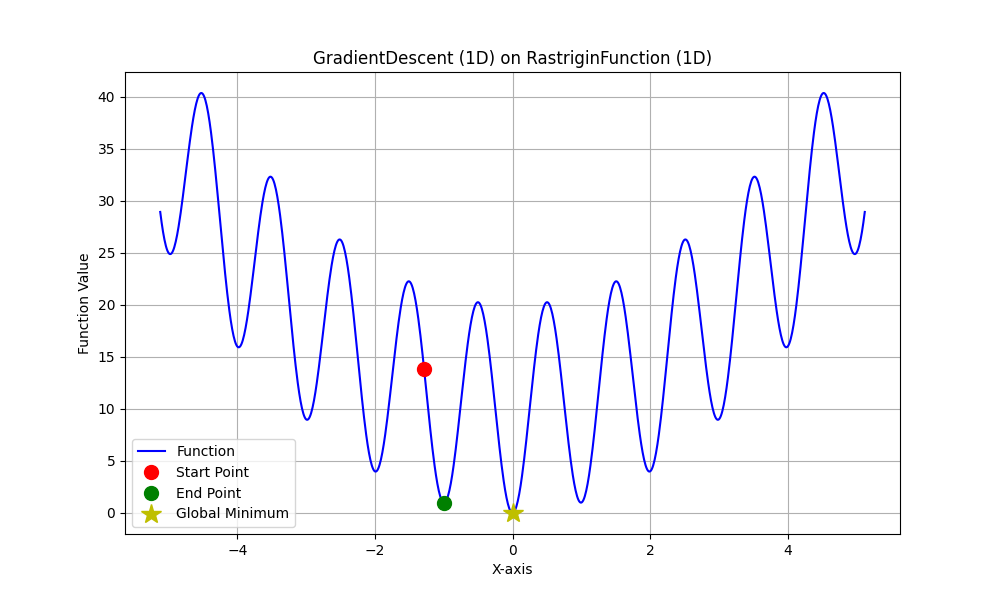 GradientDescent (1D) on RastriginFunction (1D)
Function Value
40
35
30
25
20
15
10
5
0
−4
−2
0
2
4
X-axis
Function
Start Point
End Point
Global Minimum